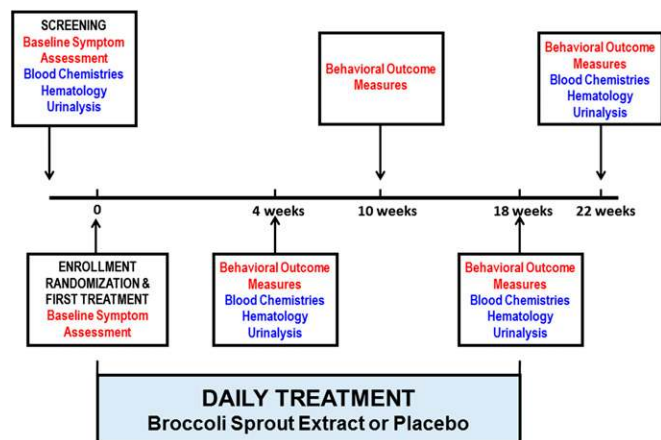 SCREENING
Baseline Symptom
Assessment
Blood Chemistries
Hematology
Urinalysis
Behavioral Outcome
Measures
Behavioral Outcome
Measures
Blood Chemistries
Hematology
Urinalysis
0
4 weeks
10 weeks
18 weeks
22 weeks
ENROLLMENT
RANDOMIZATION &
FIRST TREATMENT
Baseline Symptom
Assessment
Behavioral Outcome
Measures
Blood Chemistries
Hematology
Urinalysis
Behavioral Outcome
Measures
Blood Chemistries
Hematology
Urinalysis
DAILY TREATMENT
Broccoli Sprout Extract or Placebo